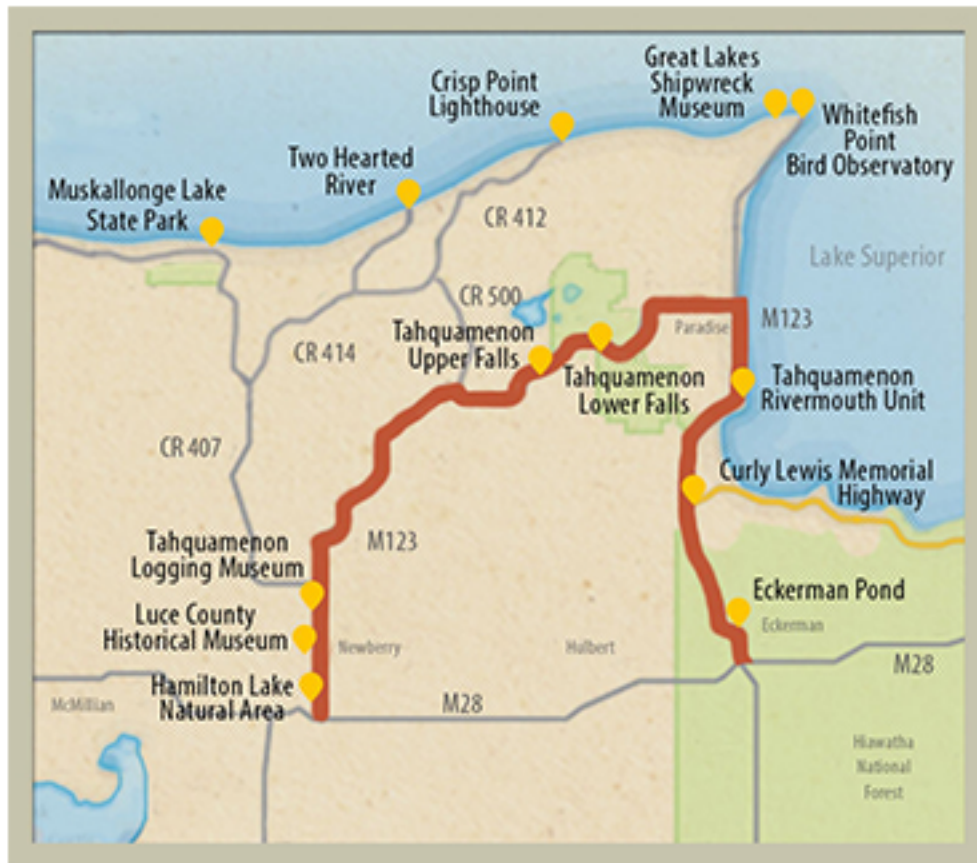 Great Lakes
Shipwreck
Museum
Crisp Point
Lighthouse
Whitefish
Point
Bird Observatory
Two Hearted
River
Muskallonge Lake
State Park
CR 412
Lake Superior
CR 500
Tahquamenon
Upper Falls
Paradise
M123
CR 414
Tahquamenon
Lower Falls
Tahquamenon
Rivermouth Unit
CR 407
Curly Lewis Memorial
Highway
Tahquamenon
Logging Museum
M123
Luce County
Historical Museum
Newberry
Hulbert
Eckerman Pond
Eckerman
M28
Hamilton Lake
Natural Area
McMillian
M28
Hiawatha
National
Forest